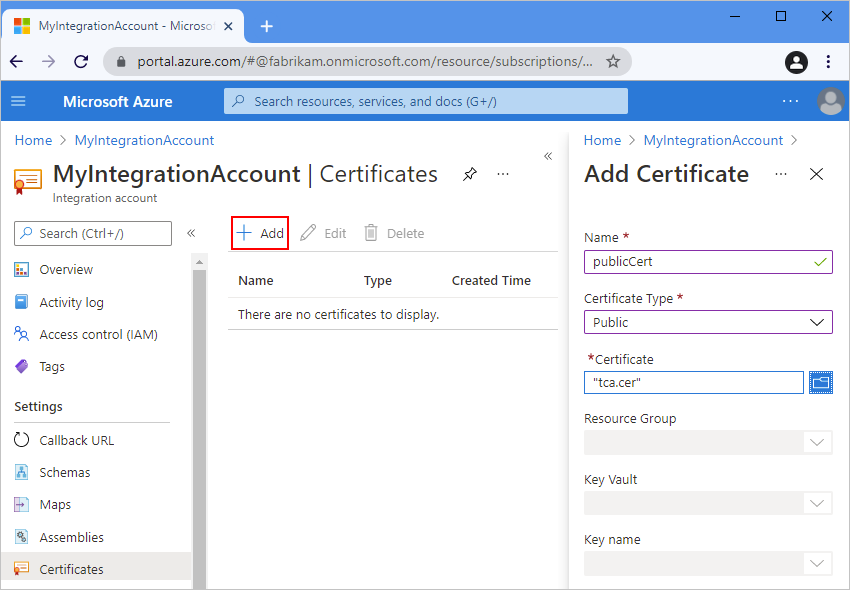 MyIntegrationAccount - Microsof
portal.azure.com/#@fabrikam.onmicrosoft.com/resource/subscriptions/...
Microsoft Azure
Search resources, services, and docs (G+/)
Home > MyIntegrationAccount
MyIntegrationAccount | Certificates
Integration account
Search (Ctrl+/)
Overview
Activity log
Access control (IAM)
Tags
Settings
Callback URL
Schemas
Maps
Assemblies
Certificates
Add Edit Delete
Name Type Created Time
There are no certificates to display.
Home > MyIntegrationAccount >
Add Certificate
Name *
publicCert
Certificate Type *
Public
*Certificate
"tca.cer"
Resource Group
Key Vault
Key name